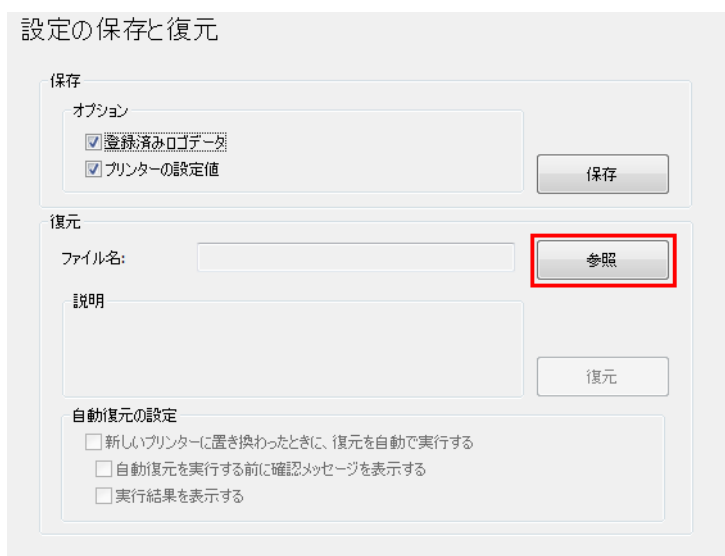 設定の保存と復元
保存
オプション
登録済みロゴデータ
プリンターの設定値
保存
復元
ファイル名:
参照
説明
復元
自動復元の設定
新しいプリンターに置き換わったときに、復元を自動で実行する
自動復元を実行する前に確認メッセージを表示する
実行結果を表示する